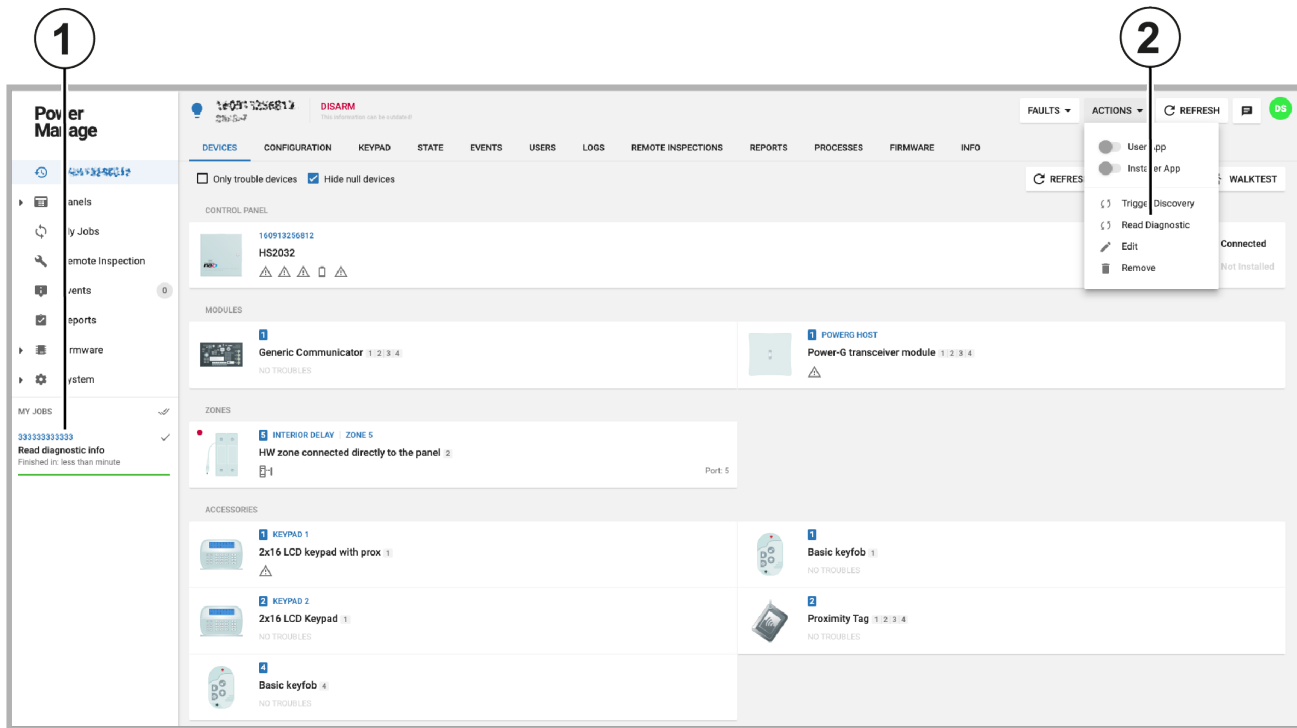 1
2
Power
Manage
DISARM
This information can be outdated!
FAULTS
ACTIONS
REFRESH
DS
DEVICES
CONFIGURATION
KEYPAD
STATE
EVENTS
USERS
LOGS
REMOTE INSPECTIONS
REPORTS
PROCESSES
FIRMWARE
INFO
User App
Installer App
Trigger Discovery
Read Diagnostic
Edit
Remove
Only trouble devices
Hide null devices
REFRES
WALKTEST
anels
y Jobs
emote Inspection
vents
0
eports
rmware
ystem
MY JOBS
333333333333
Read diagnostic info
Finished in: less than minute
CONTROL PANEL
160913256812
HS2032
Connected
Not Installed
MODULES
1
Generic Communicator 1 2 3 4
NO TROUBLES
1 POWERG HOST
Power-G transceiver module 1 2 3 4
ZONES
5 INTERIOR DELAY | ZONE 5
HW zone connected directly to the panel 2
Port: 5
ACCESSORIES
1 KEYPAD 1
2x16 LCD keypad with prox 1
1
Basic keyfob 1
NO TROUBLES
2 KEYPAD 2
2x16 LCD Keypad 1
NO TROUBLES
2
Proximity Tag 1 2 3 4
NO TROUBLES
4
Basic keyfob 4
NO TROUBLES